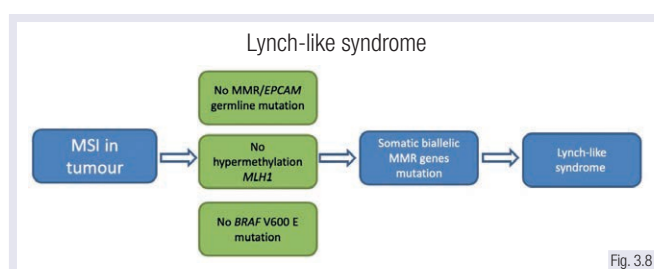 Lynch-like syndrome
No MMR/EPCAM
germline mutation
MSI in
tumour
No
hypermethylation
MLH1
Somatic biallelic
MMR genes
mutation
Lynch-like
syndrome
No BRAF V600 E
mutation
Fig. 3.8